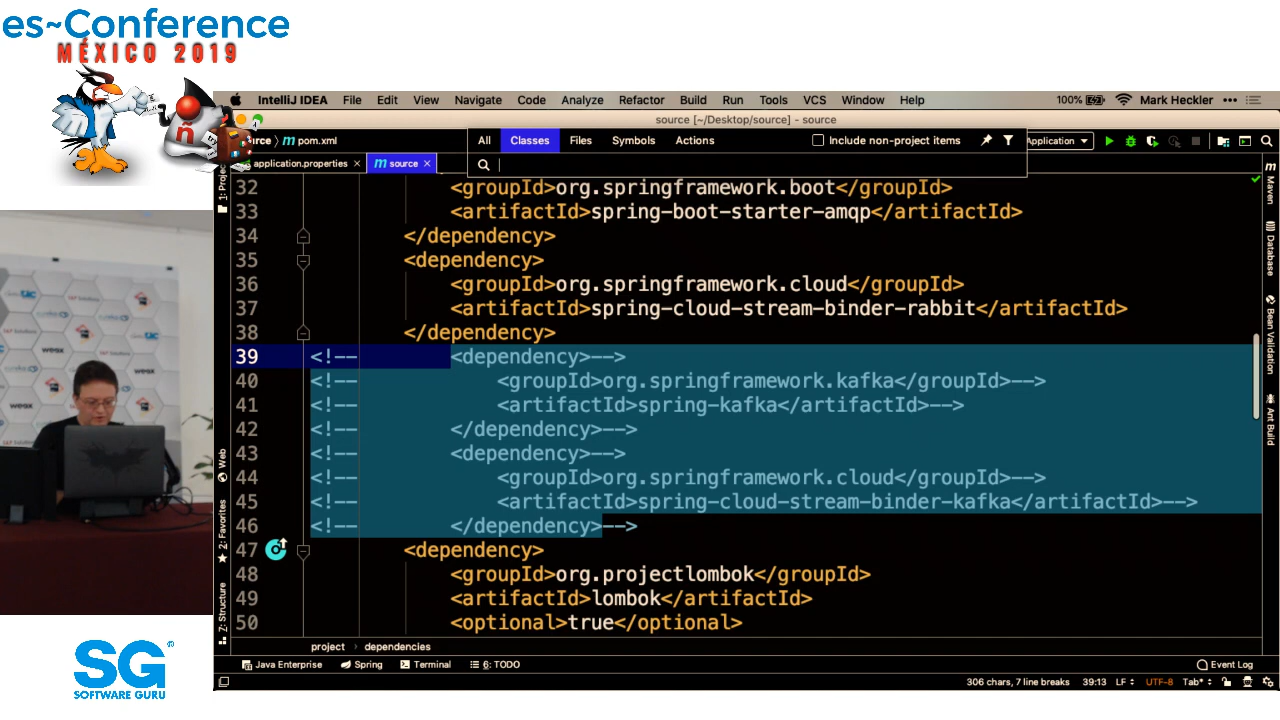 es~Conference
MÉXICO 2019
ñ
IntelliJ IDEA File Edit View Navigate Code Analyze Refactor Build Run Tools VCS Window Help 100% Mark Heckler •••
source [~/Desktop/source] - source
rce 〉 m pom.xml
All Classes Files Symbols Actions Include non-project items
Application
application.properties ×
m source ×
32 <groupId>org.springframework.boot</groupId>
33 <artifactId>spring-boot-starter-amqp</artifactId>
34 </dependency>
35 <dependency>
36 <groupId>org.springframework.cloud</groupId>
37 <artifactId>spring-cloud-stream-binder-rabbit</artifactId>
38 </dependency>
39 <!-- <dependency>-->
40 <!-- <groupId>org.springframework.kafka</groupId>-->
41 <!-- <artifactId>spring-kafka</artifactId>-->
42 <!-- </dependency>-->
43 <!-- <dependency>-->
44 <!-- <groupId>org.springframework.cloud</groupId>-->
45 <!-- <artifactId>spring-cloud-stream-binder-kafka</artifactId>-->
46 <!-- </dependency>-->
47 <dependency>
48 <groupId>org.projectlombok</groupId>
49 <artifactId>lombok</artifactId>
50 <optional>true</optional>
1: Project
Web
2: Favorites
Z: Structure
m Maven
Database
Bean Validation
Ant Build
project › dependencies
Java Enterprise Spring Terminal 6: TODO Event Log
306 chars, 7 line breaks 39:13 LF UTF-8 Tab*
weax
weax
SG®
SOFTWARE GURU